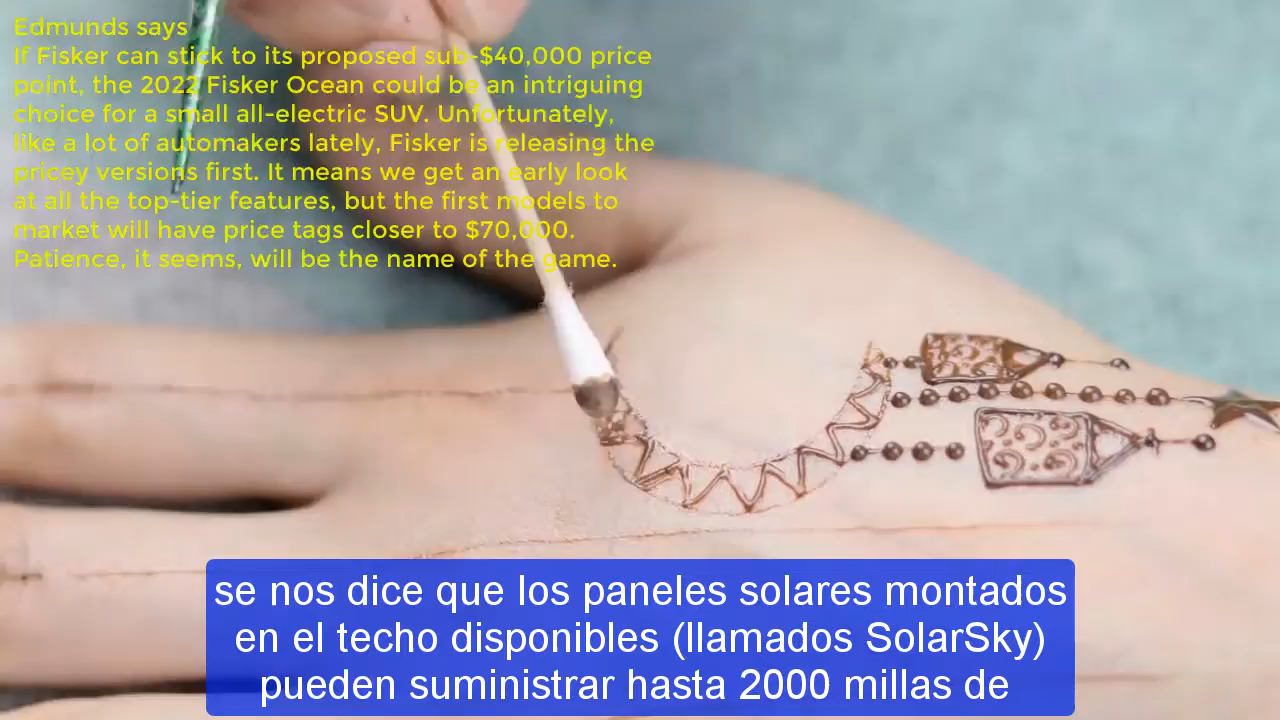 Edmunds says
If Fisker can stick to its proposed sub-$40,000 price
point, the 2022 Fisker Ocean could be an intriguing
choice for a small all-electric SUV. Unfortunately,
like a lot of automakers lately, Fisker is releasing the
pricey versions first. It means we get an early look
at all the top-tier features, but the first models to
market will have price tags closer to $70,000.
Patience, it seems, will be the name of the game.
se nos dice que los paneles solares montados
en el techo disponibles (llamados SolarSky)
pueden suministrar hasta 2000 millas de